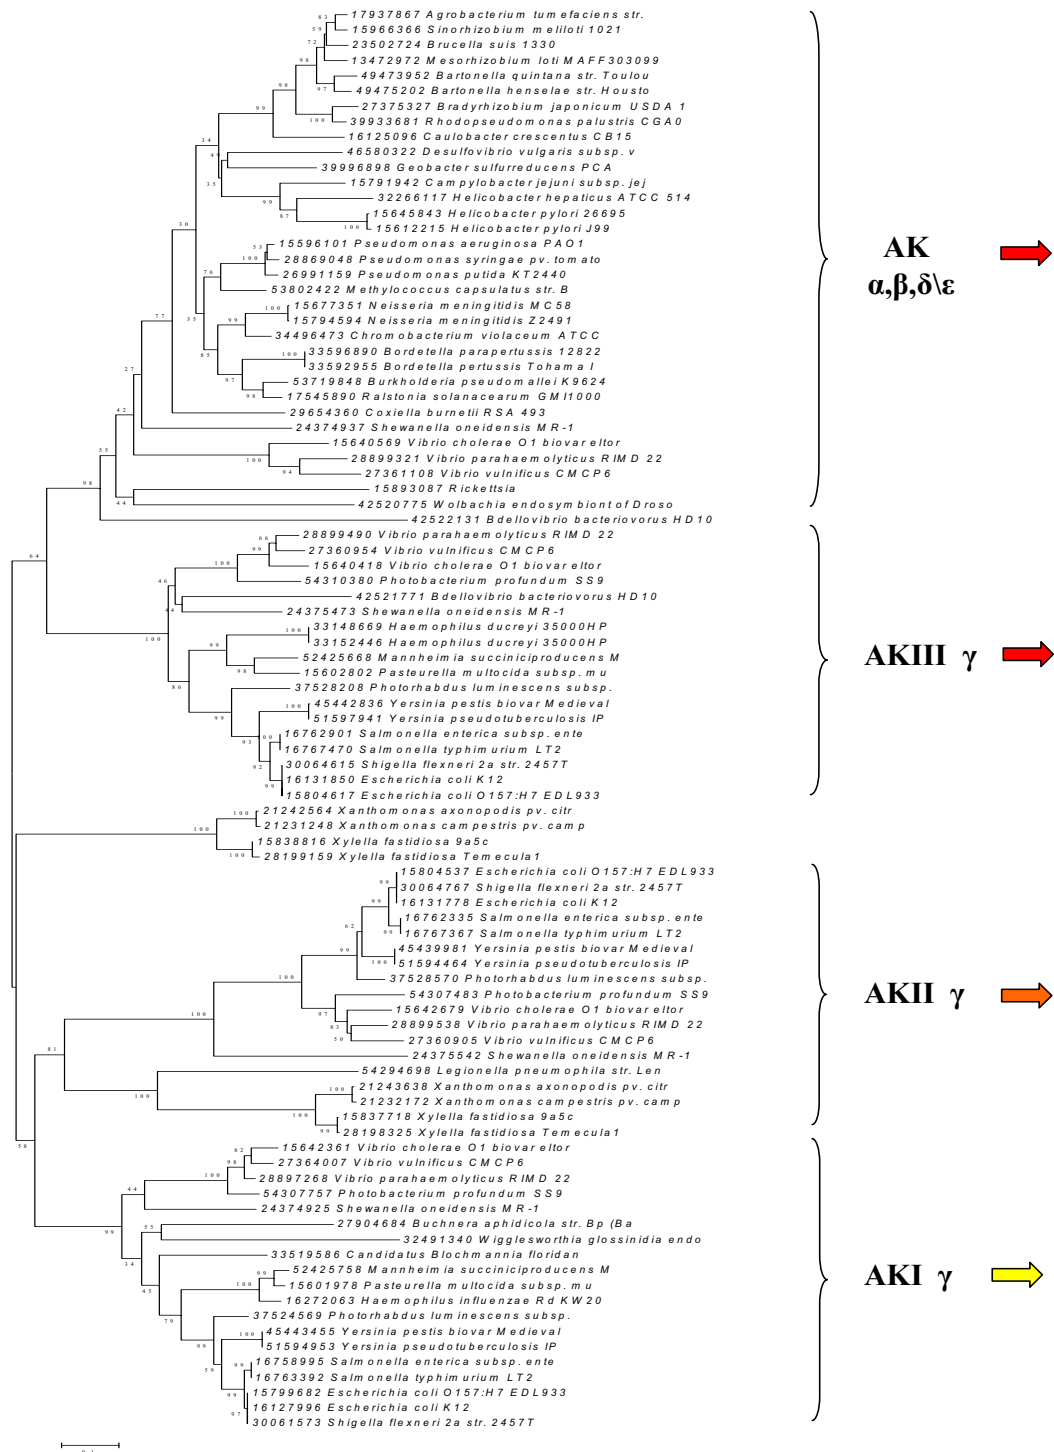 17937867 Agrobacterium tumefaciens str.
15966366 Sinorhizobium meliloti 1021
23502724 Brucella suis 1330
13472972 Mesorhizobium loti MAFF303099
49473952 Bartonella quintana str. Toulou
49475202 Bartonella henselae str. Housto
27375327 Bradyrhizobium japonicum USDA 1
39933681 Rhodopseudomonas palustris CGA0
16125096 Caulobacter crescentus CB15
46580322 Desulfovibrio vulgaris subsp. v
39996898 Geobacter sulfurreducens PCA
15791942 Campylobacter jejuni subsp. jej
32266117 Helicobacter hepaticus ATCC 514
15645843 Helicobacter pylori 26695
15612215 Helicobacter pylori J99
15596101 Pseudomonas aeruginosa PAO1
28869048 Pseudomonas syringae pv. tomato
26991159 Pseudomonas putida KT2440
53802422 Methylococcus capsulatus str. B
15677351 Neisseria meningitidis MC58
15794594 Neisseria meningitidis Z2491
34496473 Chromobacterium violaceum ATCC
33596890 Bordetella parapertussis 12822
33592955 Bordetella pertussis Tohama I
53719848 Burkholderia pseudomallei K9624
17545890 Ralstonia solanacearum GMI1000
29654360 Coxiella burnetii RSA 493
24374937 Shewanella oneidensis MR-1
15640569 Vibrio cholerae O1 biovar eltor
28899321 Vibrio parahaemolyticus RIMD 22
27361108 Vibrio vulnificus CMCP6
15893087 Rickettsia
42520775 Wolbachia endosymbiont of Droso
42522131 Bdellovibrio bacteriovorus HD10
AK
α,β,δ\ε
28899490 Vibrio parahaemolyticus RIMD 22
27360954 Vibrio vulnificus CMCP6
15640418 Vibrio cholerae O1 biovar eltor
54310380 Photobacterium profundum SS9
42521771 Bdellovibrio bacteriovorus HD10
24375473 Shewanella oneidensis MR-1
33148669 Haemophilus ducreyi 35000HP
33152446 Haemophilus ducreyi 35000HP
52425668 Mannheimia succiniciproducens M
15602802 Pasteurella multocida subsp. mu
37528208 Photorhabdus luminescens subsp.
45442836 Yersinia pestis biovar Medieval
51597941 Yersinia pseudotuberculosis IP
16762901 Salmonella enterica subsp. ente
16767470 Salmonella typhimurium LT2
30064615 Shigella flexneri 2a str. 2457T
16131850 Escherichia coli K12
15804617 Escherichia coli O157:H7 EDL933
AKIII γ
21242564 Xanthomonas axonopodis pv. citr
21231248 Xanthomonas campestris pv. camp
15838816 Xylella fastidiosa 9a5c
28199159 Xylella fastidiosa Temecula1
15804537 Escherichia coli O157:H7 EDL933
30064767 Shigella flexneri 2a str. 2457T
16131778 Escherichia coli K12
16762335 Salmonella enterica subsp. ente
16767367 Salmonella typhimurium LT2
45439981 Yersinia pestis biovar Medieval
51594464 Yersinia pseudotuberculosis IP
37528570 Photorhabdus luminescens subsp.
54307483 Photobacterium profundum SS9
15642679 Vibrio cholerae O1 biovar eltor
28899538 Vibrio parahaemolyticus RIMD 22
27360905 Vibrio vulnificus CMCP6
24375542 Shewanella oneidensis MR-1
54294698 Legionella pneumophila str. Len
21243638 Xanthomonas axonopodis pv. citr
21232172 Xanthomonas campestris pv. camp
15837718 Xylella fastidiosa 9a5c
28198325 Xylella fastidiosa Temecula1
AKII γ
15642361 Vibrio cholerae O1 biovar eltor
27364007 Vibrio vulnificus CMCP6
28897268 Vibrio parahaemolyticus RIMD 22
54307757 Photobacterium profundum SS9
24374925 Shewanella oneidensis MR-1
27904684 Buchnera aphidicola str. Bp (Ba
32491340 Wigglesworthia glossinidia endo
33519586 Candidatus Blochmannia floridan
52425758 Mannheimia succiniciproducens M
15601978 Pasteurella multocida subsp. mu
16272063 Haemophilus influenzae Rd KW20
37524569 Photorhabdus luminescens subsp.
45443455 Yersinia pestis biovar Medieval
51594953 Yersinia pseudotuberculosis IP
16758995 Salmonella enterica subsp. ente
16763392 Salmonella typhimurium LT2
15799682 Escherichia coli O157:H7 EDL933
16127996 Escherichia coli K12
30061573 Shigella flexneri 2a str. 2457T
AKI γ